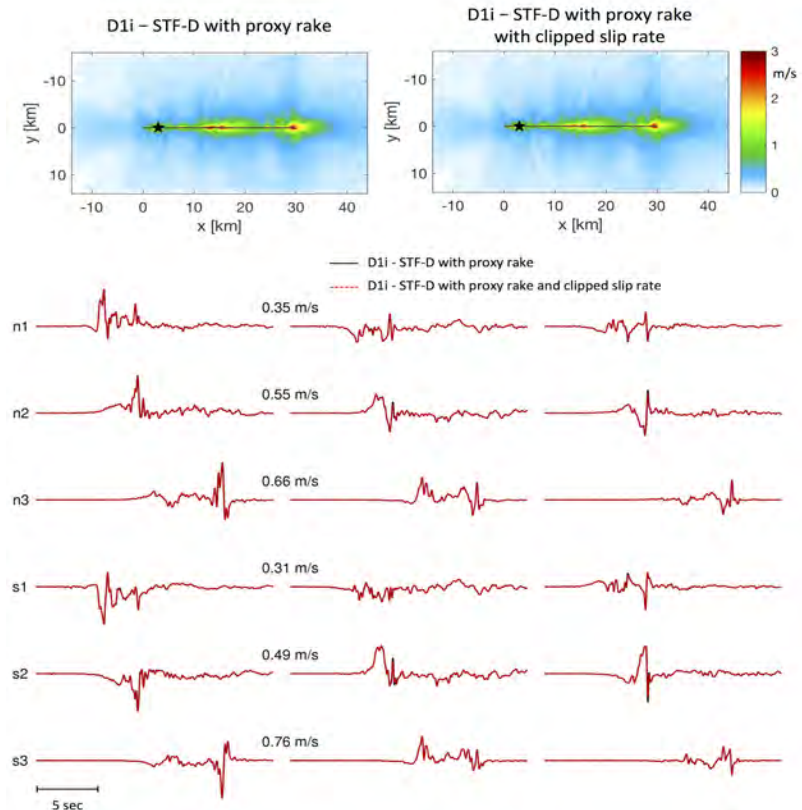 D1i – STF-D with proxy rake
D1i – STF-D with proxy rake
with clipped slip rate
-10
0
10
y [km]
-10 0 10 20 30 40
x [km]
-10
0
10
y [km]
-10 0 10 20 30 40
x [km]
3
m/s
2
1
0
D1i - STF-D with proxy rake
D1i - STF-D with proxy rake and clipped slip rate
n1 0.35 m/s
n2 0.55 m/s
n3 0.66 m/s
s1 0.31 m/s
s2 0.49 m/s
s3 0.76 m/s
5 sec